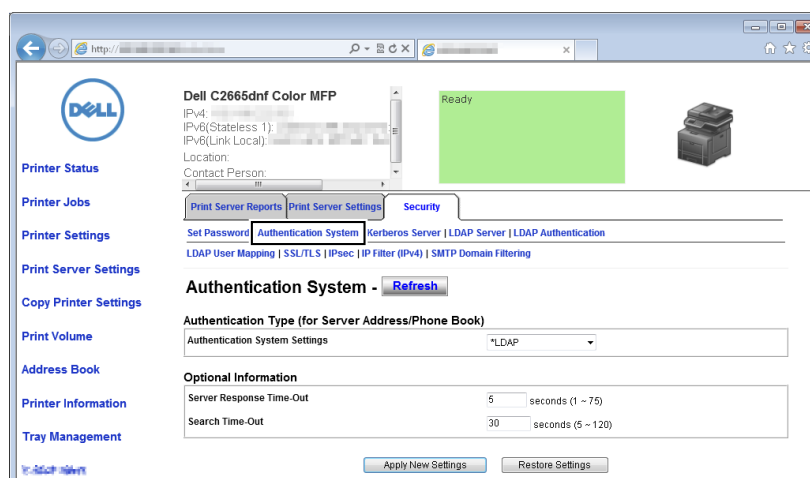 http://
DELL
Dell C2665dnf Color MFP
IPv4:
IPv6(Stateless 1):
IPv6(Link Local):
Location:
Contact Person:
Ready
Printer Status
Printer Jobs
Printer Settings
Print Server Settings
Copy Printer Settings
Print Volume
Address Book
Printer Information
Tray Management
Print Server Reports Print Server Settings Security
Set Password Authentication System Kerberos Server | LDAP Server | LDAP Authentication
LDAP User Mapping | SSL/TLS | IPsec | IP Filter (IPv4) | SMTP Domain Filtering
Authentication System - Refresh
Authentication Type (for Server Address/Phone Book)
Authentication System Settings *LDAP
Optional Information
Server Response Time-Out 5 seconds (1 ~ 75)
Search Time-Out 30 seconds (5 ~ 120)
Apply New Settings Restore Settings